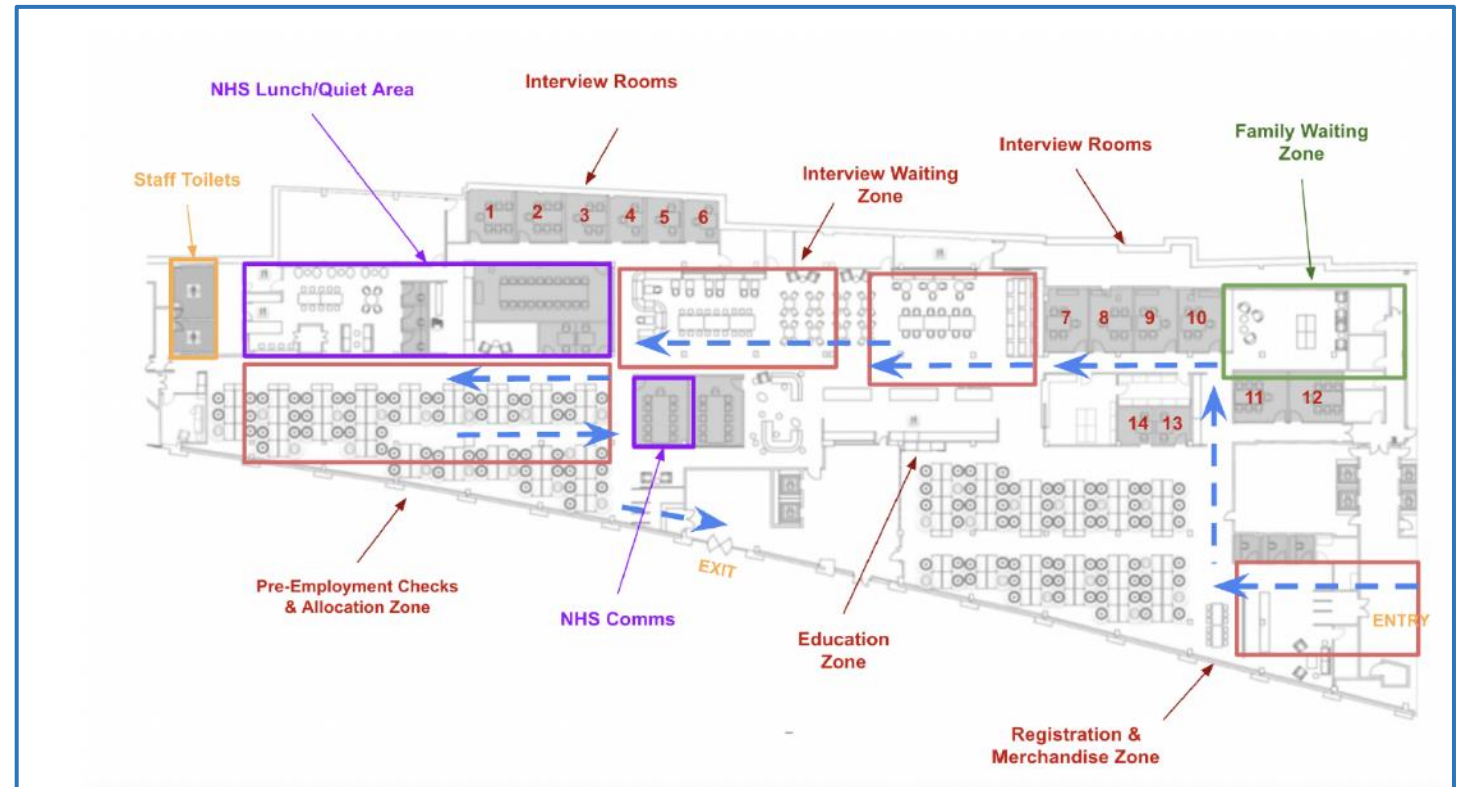 NHS Lunch/Quiet Area
Interview Rooms
Family Waiting
Zone
Interview Rooms
Interview Waiting
Zone
Staff Toilets
1 2 3 4 5 6
7 8 9 10
11 12
14 13
EXIT
ENTRY
Pre-Employment Checks
& Allocation Zone
NHS Comms
Education
Zone
Registration &
Merchandise Zone